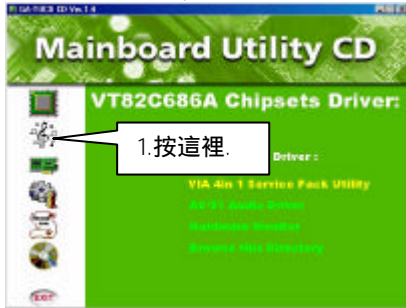 Mainboard Utility CD
VT82C686A Chipsets Driver:
1.按這裡.
Driver :
VIA 4in 1 Service Pack Utility
Audio Driver
Hardware Monitor
Browse this Directory
EXIT